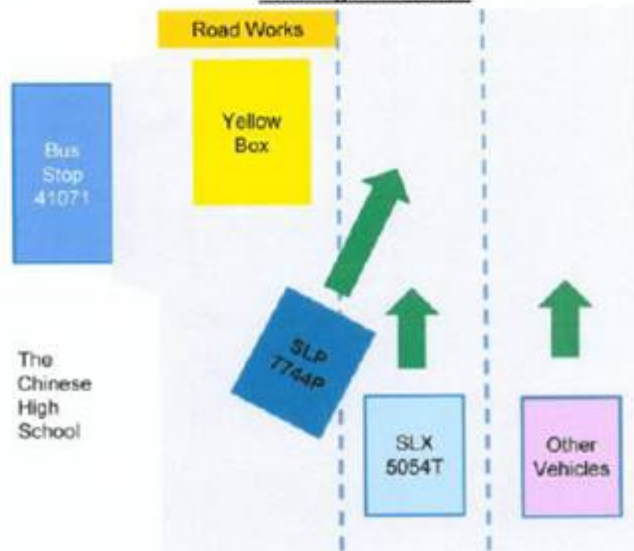 Road Works
Yellow
Box
Bus
Stop
41071
SLP
7744P
The
Chinese
High
School
SLX
5054T
Other
Vehicles